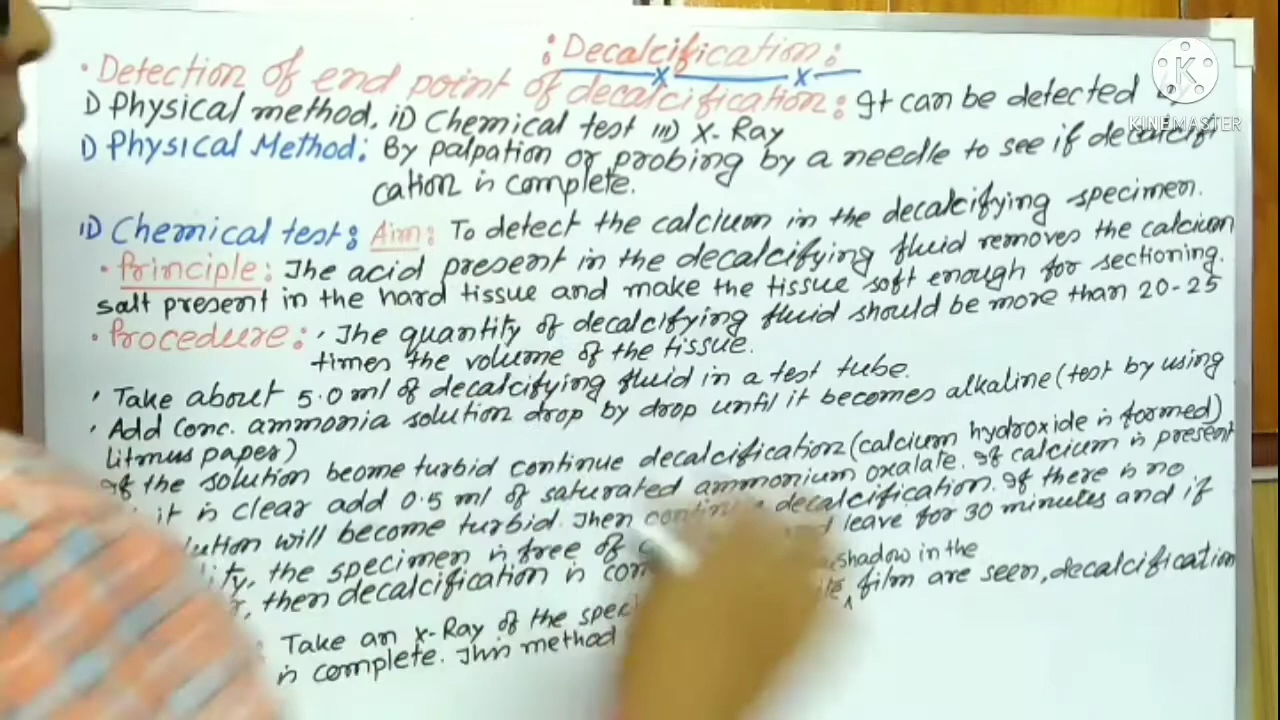 : Decalcification :
• Detection of end point of decalcification: It can be detected
I) Physical method, II) Chemical test III) X-Ray
I) Physical Method: By palpation or probing by a needle to see if decalcifi
cation is complete.
II) Chemical test: Aim: To detect the calcium in the decalcifying specimen.
• Principle: The acid present in the decalcifying fluid removes the calcium
salt present in the hard tissue and make the tissue soft enough for sectioning.
• Procedure: • The quantity of decalcifying fluid should be more than 20-25
times the volume of the tissue.
• Take about 5.0 ml of decalcifying fluid in a test tube.
• Add Conc. ammonia solution drop by drop until it becomes alkaline (test by using
litmus paper)
If the solution beome turbid continue decalcification (calcium hydroxide is formed)
it is clear add 0.5 ml of saturated ammonium oxalate. If calcium is present
will become turbid. Then decalcification. If there is no
the specimen is free of leave for 30 minutes and if
then decalcification is
shadow in the
Take an X-Ray of the film are seen, decalcification
is complete. This method
K
KINEMASTER